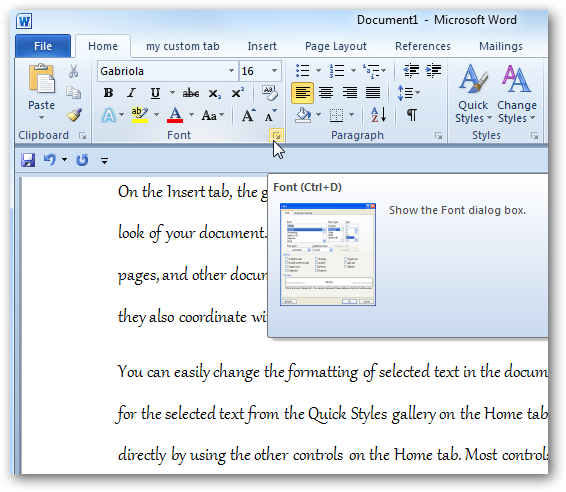 Document1 - Microsoft Word
File Home my custom tab Insert Page Layout References Mailings
Gabriola 16
Paste
B I U abc X₂ X² Aa
A ab A Aa A A
Quick Styles
Change Styles
Clipboard Font Paragraph Styles
Font (Ctrl+D)
Show the Font dialog box.
On the Insert tab, the g
look of your document.
pages, and other docum
they also coordinate wi
You can easily change the formatting of selected text in the docum
for the selected text from the Quick Styles gallery on the Home tab
directly by using the other controls on the Home tab. Most controls